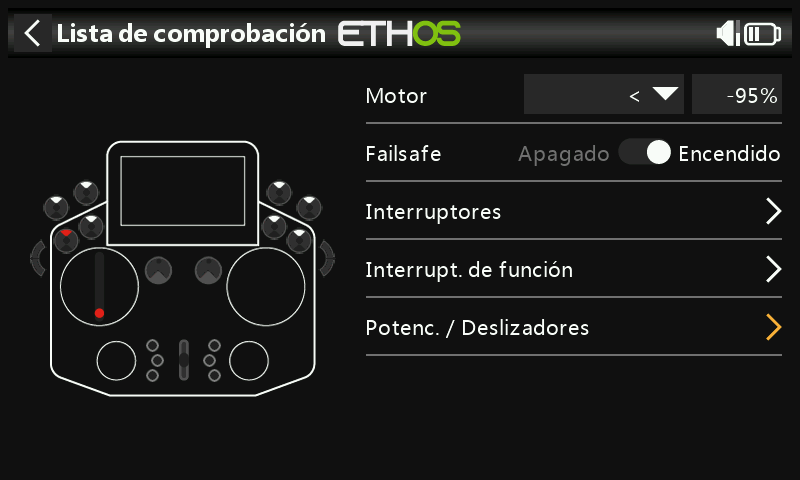 Lista de comprobación ETHOS
Motor < -95%
Failsafe Apagado Encendido
Interruptores
Interrupt. de función
Potenc. / Deslizadores